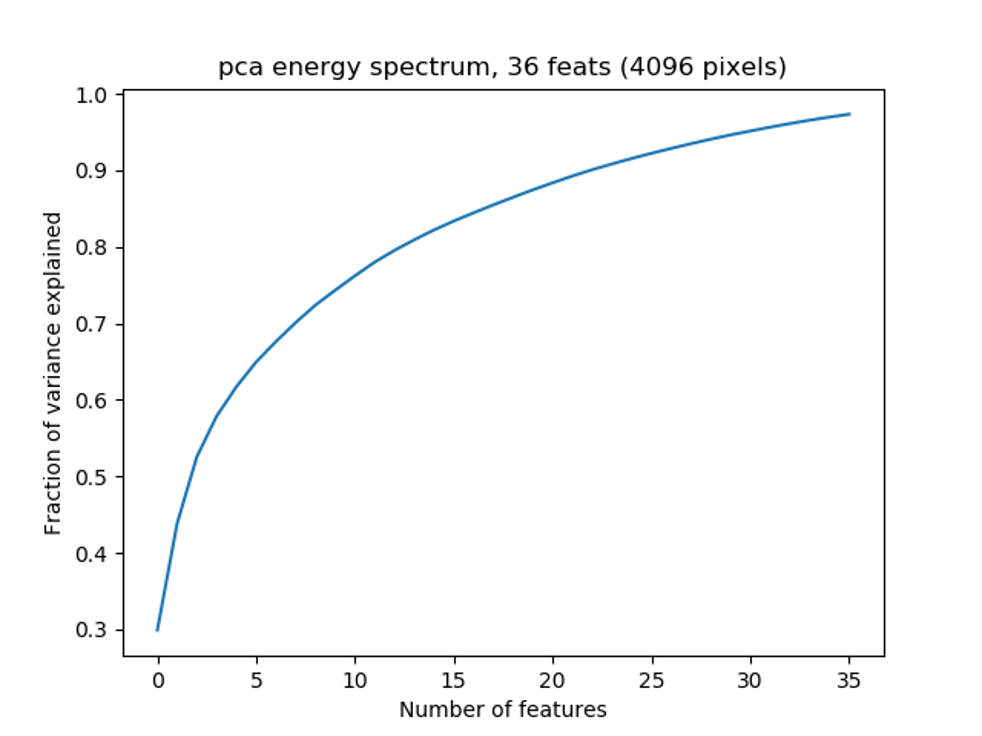 pca energy spectrum, 36 feats (4096 pixels)
1.0
0.9
0.8
0.7
0.6
0.5
0.4
0.3
Fraction of variance explained
0 5 10 15 20 25 30 35
Number of features